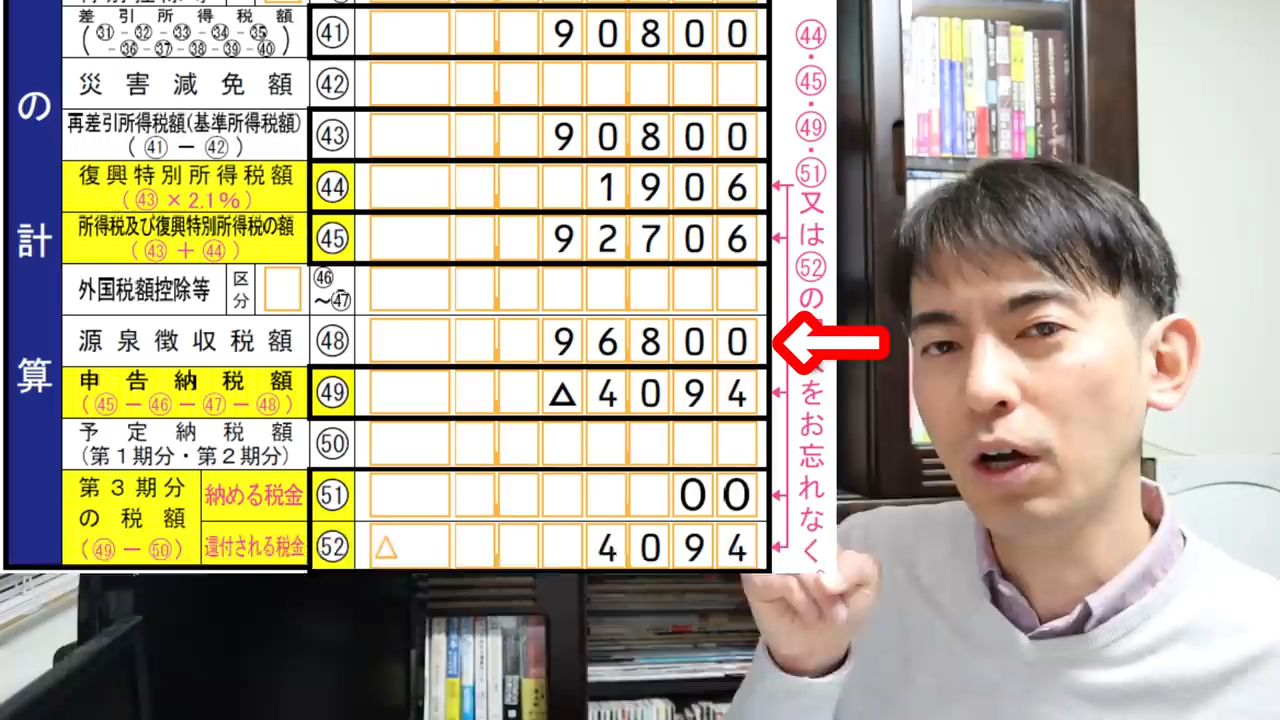 差引所得税額
(㉛-㉜-㉝-㉞-㉟
-㊱-㊲-㊳-㊴-㊵)
㊶ 90800
災害減免額 ㊷
再差引所得税額(基準所得税額)
(㊶-㊷)
㊸ 90800
復興特別所得税額
(㊸×2.1%)
㊹ 1906
所得税及び復興特別所得税の額
(㊸+㊹)
㊺ 92706
外国税額控除等 区分 ㊻~㊼
源泉徴収税額 ㊽ 96800
申告納税額
(㊺-㊻-㊼-㊽)
㊾ △4094
予定納税額
(第1期分・第2期分)
㊿
第3期分の税額
(㊾-㊿)
納める税金 51 00
還付される税金 52 △ 4094
の計算
㊹・㊺・㊾・51又は52の
をお忘れなく。